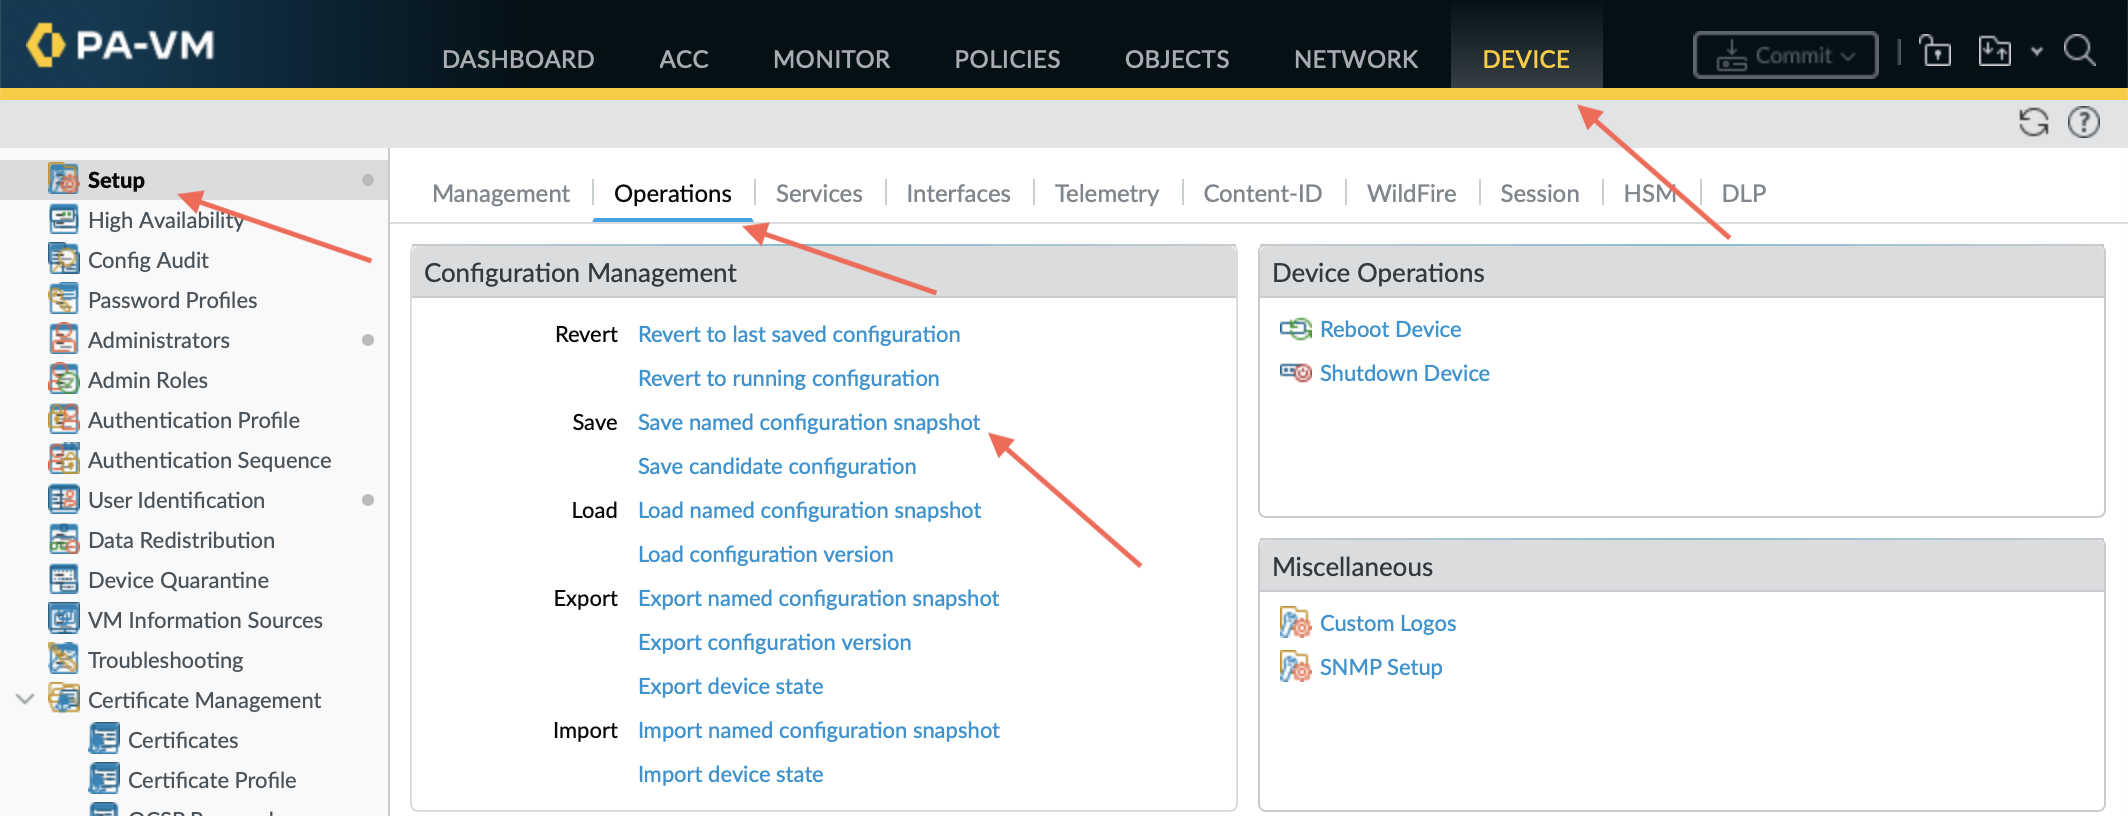 PA-VM
DASHBOARD ACC MONITOR POLICIES OBJECTS NETWORK DEVICE Commit
Setup
High Availability
Config Audit
Password Profiles
Administrators
Admin Roles
Authentication Profile
Authentication Sequence
User Identification
Data Redistribution
Device Quarantine
VM Information Sources
Troubleshooting
Certificate Management
Certificates
Certificate Profile
Management Operations Services Interfaces Telemetry Content-ID WildFire Session HSM DLP
Configuration Management
Revert Revert to last saved configuration
Revert to running configuration
Save Save named configuration snapshot
Save candidate configuration
Load Load named configuration snapshot
Load configuration version
Export Export named configuration snapshot
Export configuration version
Export device state
Import Import named configuration snapshot
Import device state
Device Operations
Reboot Device
Shutdown Device
Miscellaneous
Custom Logos
SNMP Setup